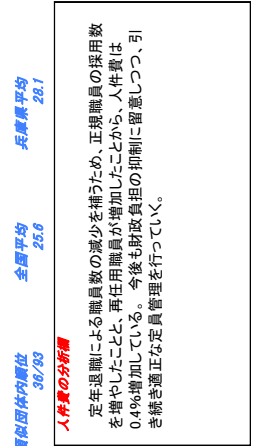 類似団体内順位 全国平均 兵庫県平均
36/93 25.6 28.1
人件費の分析欄
定年退職による職員数の減少を補うため、正規職員の採用数
を増やしたことと、再任用職員が増加したことから、人件費は
0.4%増加している。 今後も財政負担の抑制に留意しつつ、引
き続き適正な定員管理を行っていく。